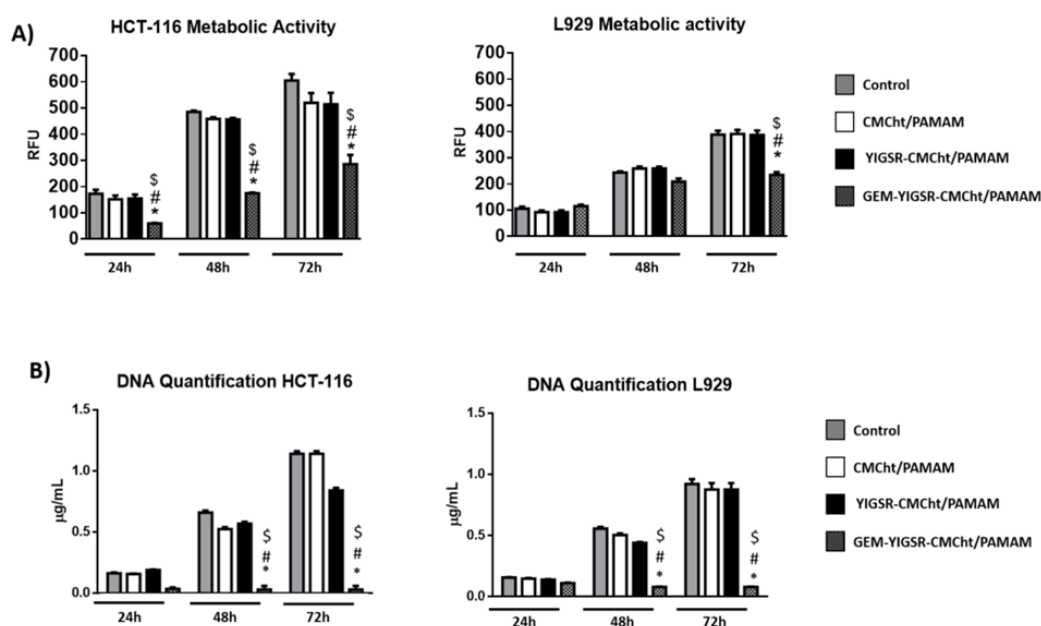 A)
HCT-116 Metabolic Activity
700
600
500
400
300
200
100
0
RFU
$
#
*
$
#
*
$
#
*
24h
48h
72h
L929 Metabolic activity
700
600
500
400
300
200
100
0
RFU
$
#
*
24h
48h
72h
Control
CMCht/PAMAM
YIGSR-CMCht/PAMAM
GEM-YIGSR-CMCht/PAMAM
B)
DNA Quantification HCT-116
1.5
1.0
0.5
0.0
µg/mL
$
#
*
$
#
*
24h
48h
72h
DNA Quantification L929
1.5
1.0
0.5
0.0
µg/mL
$
#
*
$
#
*
24h
48h
72h
Control
CMCht/PAMAM
YIGSR-CMCht/PAMAM
GEM-YIGSR-CMCht/PAMAM